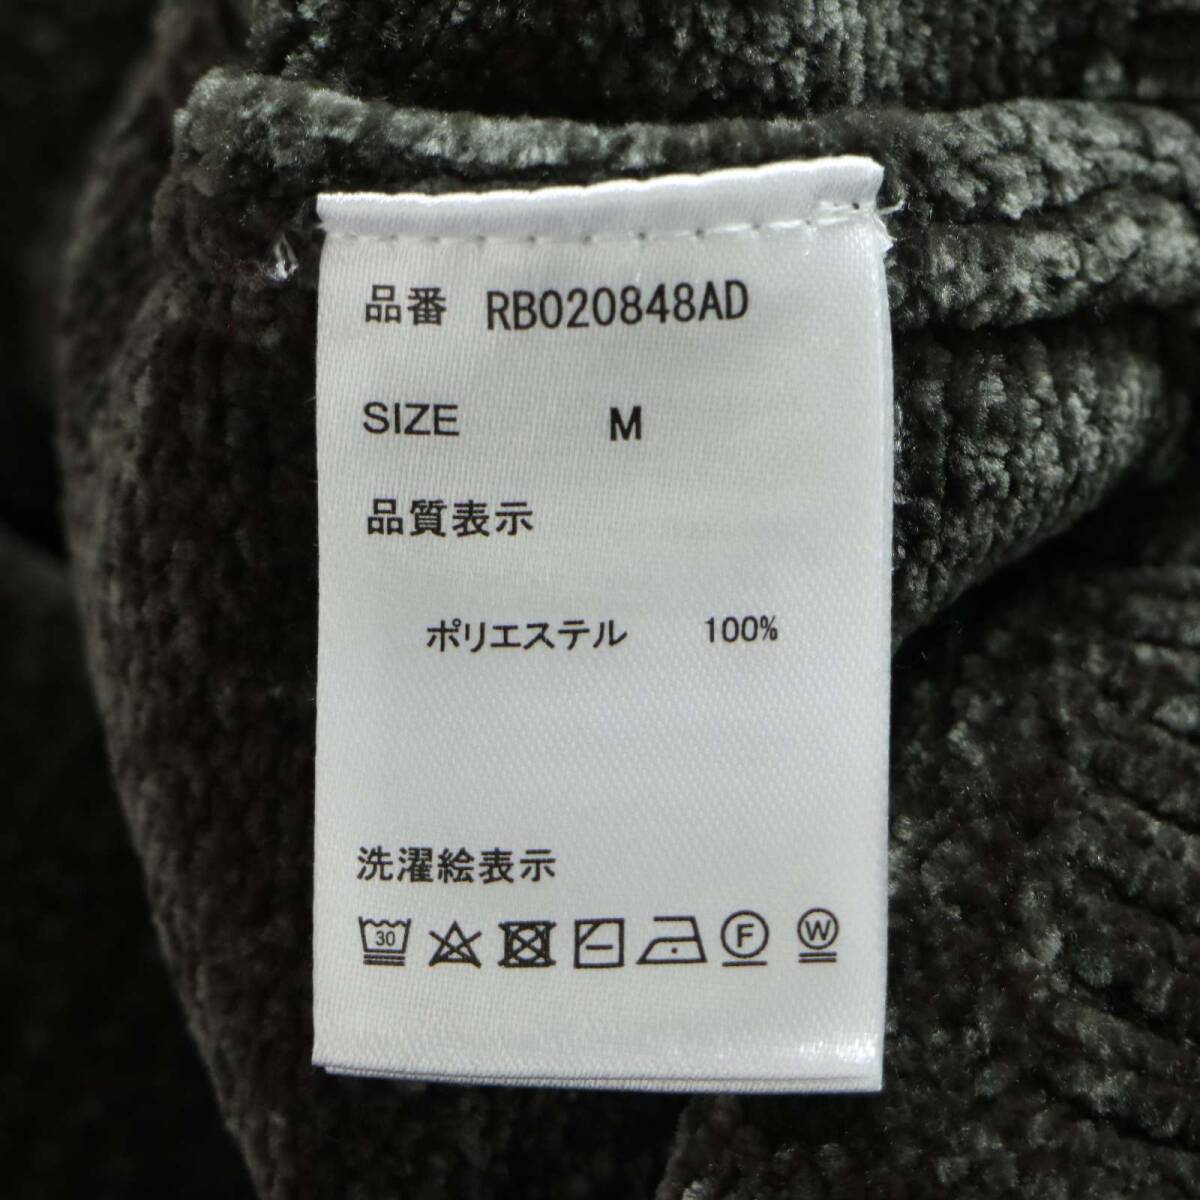 品番 RB020848AD
SIZE M
品質表示
ポリエステル 100%
洗濯絵表示
30 F W